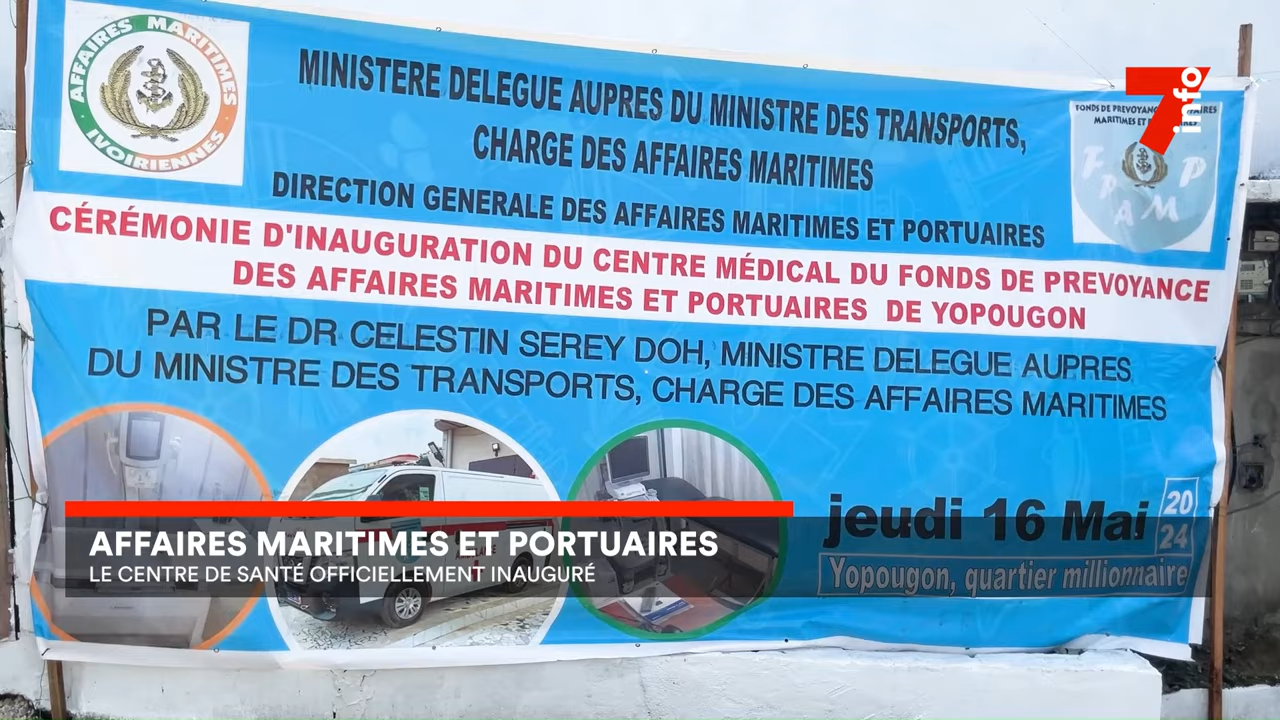 AFFAIRES MARITIMES
IVOIRIENNES
MINISTERE DELEGUE AUPRES DU MINISTRE DES TRANSPORTS,
CHARGE DES AFFAIRES MARITIMES
DIRECTION GENERALE DES AFFAIRES MARITIMES ET PORTUAIRES
7info
FONDS DE PREVOYANCE
MARITIMES ET
FPAMP
CÉRÉMONIE D'INAUGURATION DU CENTRE MÉDICAL DU FONDS DE PREVOYANCE
DES AFFAIRES MARITIMES ET PORTUAIRES DE YOPOUGON
PAR LE DR CELESTIN SEREY DOH, MINISTRE DELEGUE AUPRES
DU MINISTRE DES TRANSPORTS, CHARGE DES AFFAIRES MARITIMES
jeudi 16 Mai 2024
Yopougon, quartier millionnaire
AFFAIRES MARITIMES ET PORTUAIRES
LE CENTRE DE SANTÉ OFFICIELLEMENT INAUGURÉ